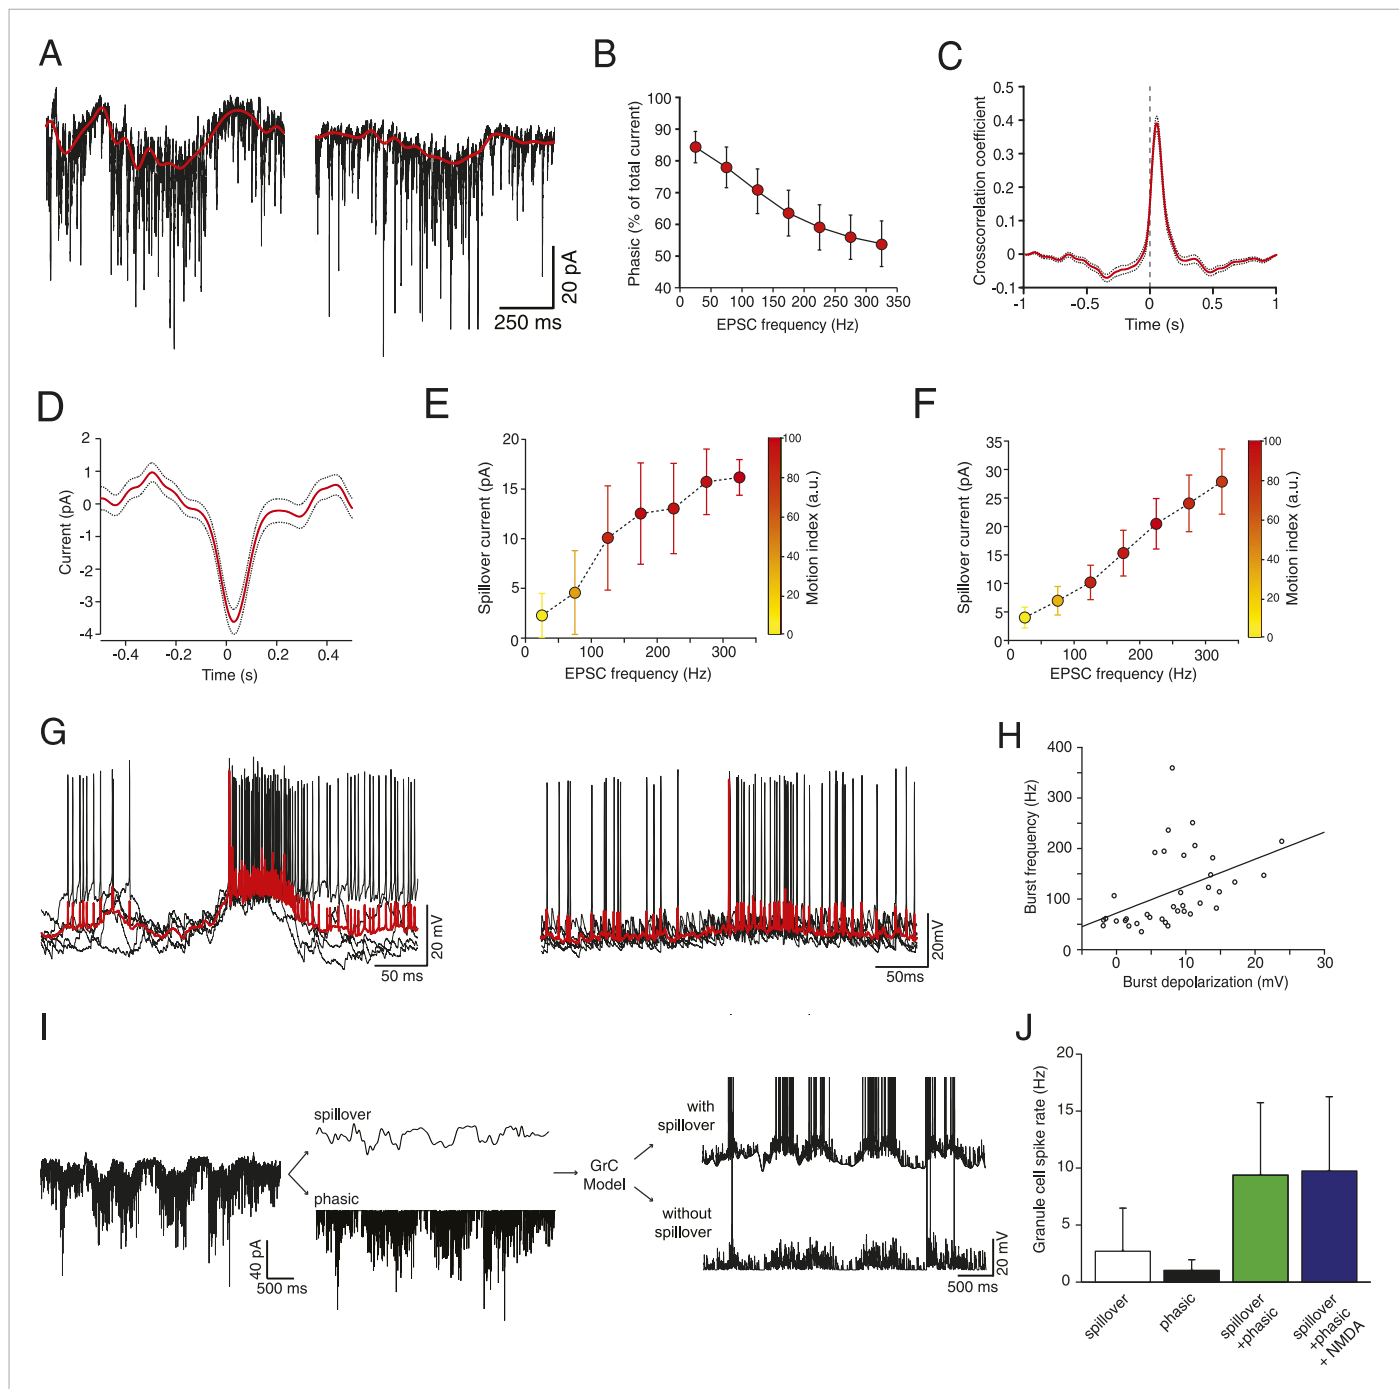 A
20 pA
250 ms
B
Phasic (% of total current)
100
90
80
70
60
50
40
0
50
100
150
200
250
300
350
EPSC frequency (Hz)
C
Crosscorrelation coefficient
0.5
0.4
0.3
0.2
0.1
0
-0.1
-1
-0.5
0
0.5
1
Time (s)
D
Current (pA)
2
1
0
-1
-2
-3
-4
-0.4
-0.2
0
0.2
0.4
Time (s)
E
Spillover current (pA)
20
15
10
5
0
0
100
200
300
EPSC frequency (Hz)
100
80
60
40
20
0
Motion index (a.u.)
F
Spillover current (pA)
35
30
25
20
15
10
5
0
0
100
200
300
EPSC frequency (Hz)
100
80
60
40
20
0
Motion index (a.u.)
G
20 mV
50 ms
20mV
50ms
H
Burst frequency (Hz)
400
300
200
100
0
0
10
20
30
Burst depolarization (mV)
I
40 pA
500 ms
spillover
phasic
GrC
Model
with
spillover
without
spillover
20 mV
500 ms
J
Granule cell spike rate (Hz)
20
15
10
5
0
spillover
phasic
spillover
+phasic
spillover
+phasic
+ NMDA